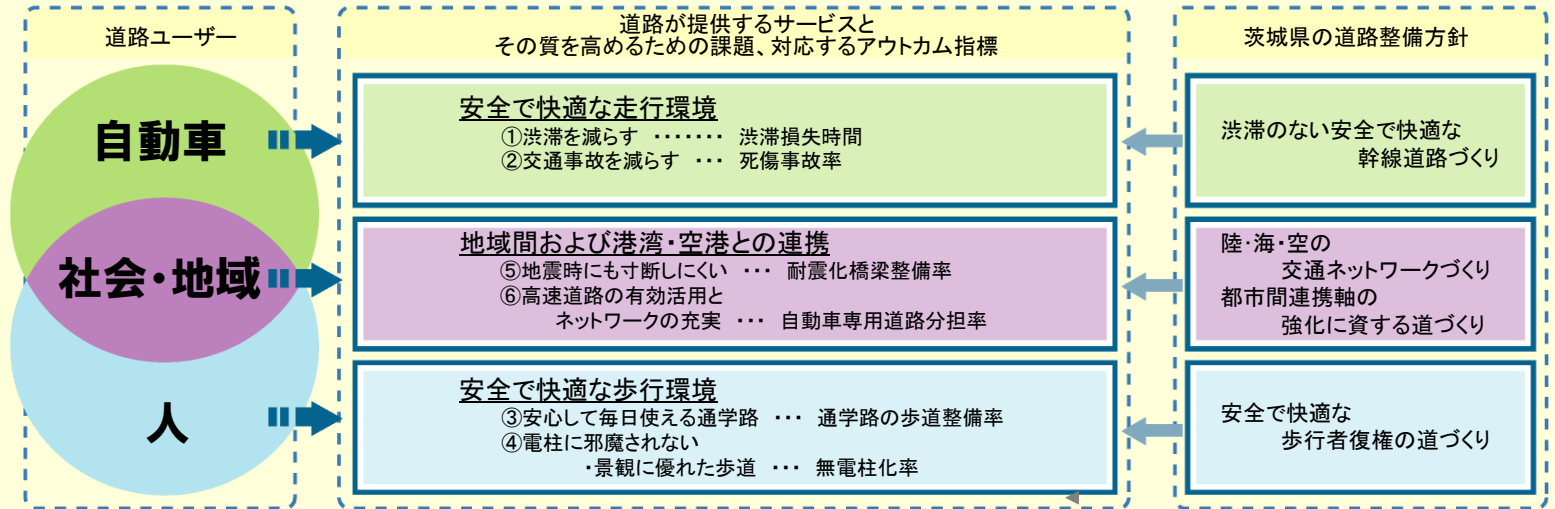 道路ユーザー
道路が提供するサービスと
その質を高めるための課題、対応するアウトカム指標
茨城県の道路整備方針
自動車
安全で快適な走行環境
①渋滞を減らす ・・・・・・・ 渋滞損失時間
②交通事故を減らす ・・・ 死傷事故率
渋滞のない安全で快適な
幹線道路づくり
社会・地域
地域間および港湾・空港との連携
⑤地震時にも寸断しにくい ・・・ 耐震化橋梁整備率
⑥高速道路の有効活用と
ネットワークの充実 ・・・ 自動車専用道路分担率
陸・海・空の
交通ネットワークづくり
都市間連携軸の
強化に資する道づくり
人
安全で快適な歩行環境
③安心して毎日使える通学路 ・・・ 通学路の歩道整備率
④電柱に邪魔されない
・景観に優れた歩道 ・・・ 無電柱化率
安全で快適な
歩行者復権の道づくり